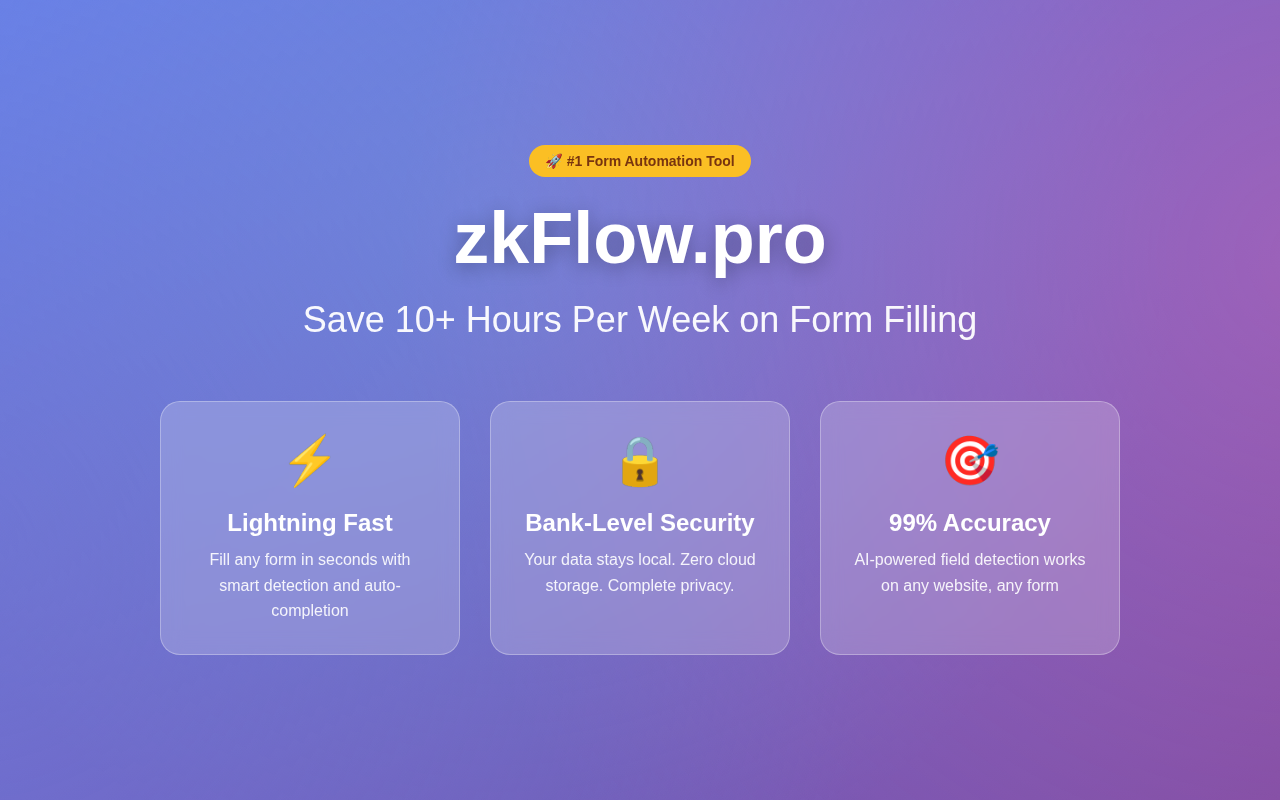 🚀 #1 Form Automation Tool
zkFlow.pro
Save 10+ Hours Per Week on Form Filling
Lightning Fast
Fill any form in seconds with
smart detection and auto-
completion
Bank-Level Security
Your data stays local. Zero cloud
storage. Complete privacy.
99% Accuracy
AI-powered field detection works
on any website, any form